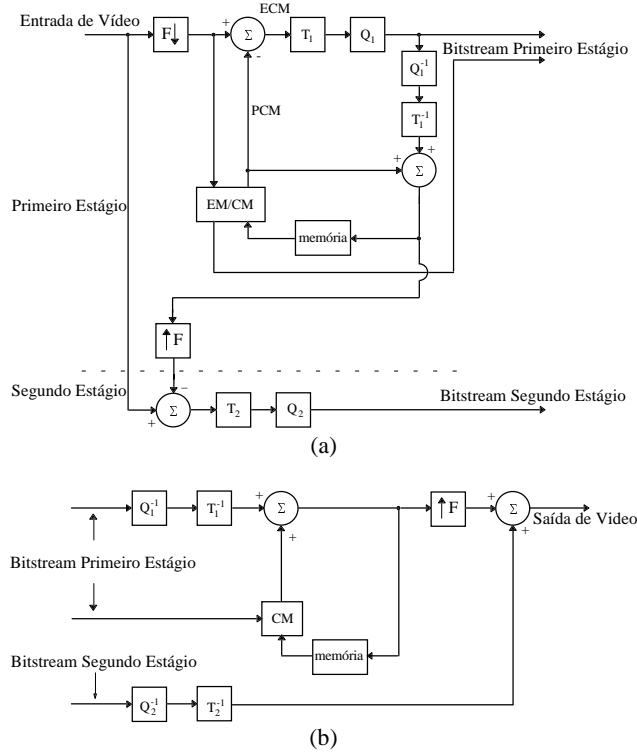 Entrada de Vídeo
F↓
+
Σ
-
ECM
T₁
Q₁
Bitstream Primeiro Estágio
Q₁⁻¹
T₁⁻¹
PCM
+
+
Σ
Primeiro Estágio
EM/CM
memória
↑F
Segundo Estágio
−
+
Σ
T₂
Q₂
Bitstream Segundo Estágio
(a)
Q₁⁻¹
T₁⁻¹
+
Σ
+
↑F
+
Σ
+
Saída de Video
Bitstream Primeiro Estágio
CM
memória
Bitstream Segundo Estágio
Q₂⁻¹
T₂⁻¹
(b)